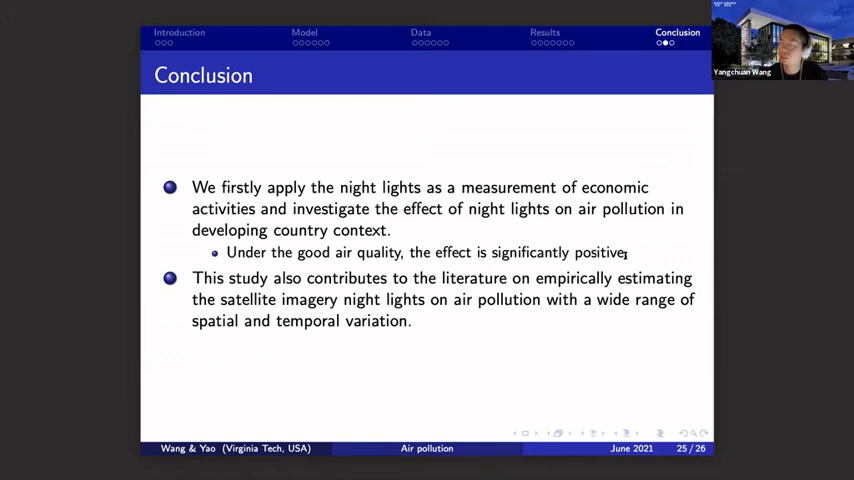 Introduction
Model
Data
Results
Conclusion
Conclusion
We firstly apply the night lights as a measurement of economic
activities and investigate the effect of night lights on air pollution in
developing country context.
Under the good air quality, the effect is significantly positive.
This study also contributes to the literature on empirically estimating
the satellite imagery night lights on air pollution with a wide range of
spatial and temporal variation.
Wang & Yao (Virginia Tech, USA)
Air pollution
June 2021
25 / 26
Yangchuan Wang